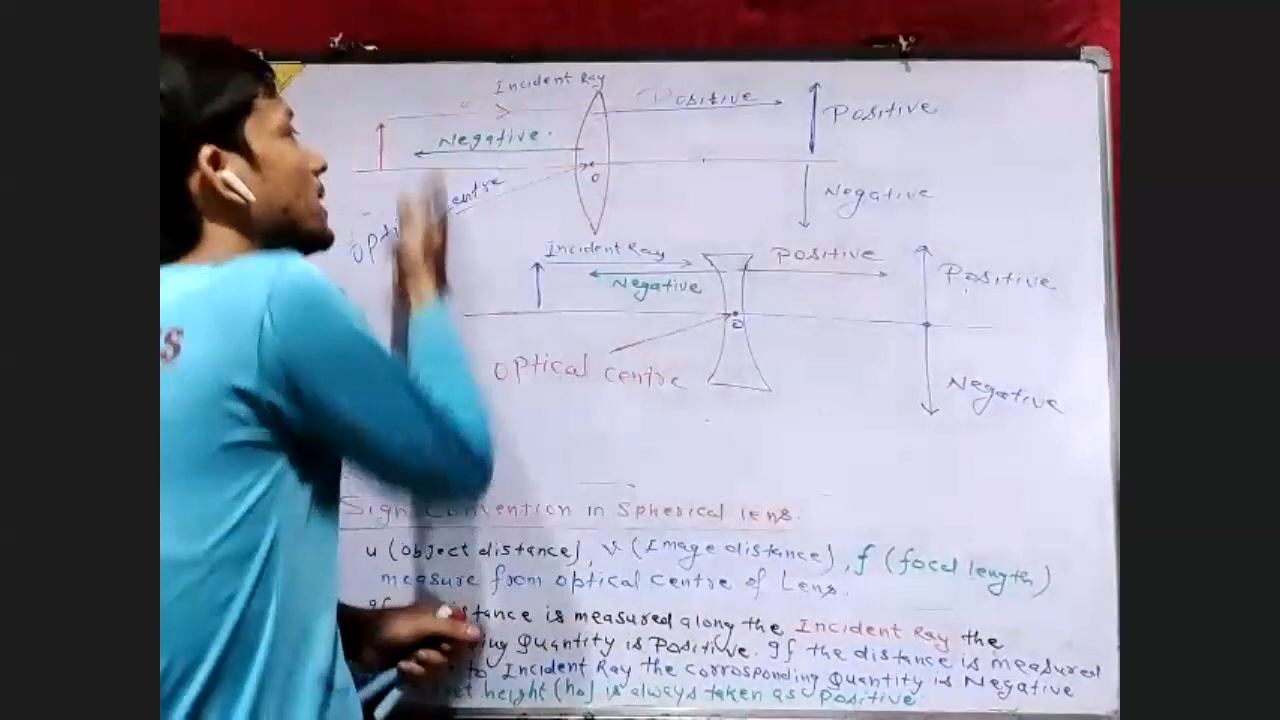 Incident Ray
Positive
Negative.
Positive
O
centre
Negative
Incident Ray
Positive
Negative
Positive
O
optical centre
Negative
Sign Convention in Spherical lens.
u (object distance), v (Image distance), f (focal length)
measure from optical centre of Lens.
is measured along the Incident Ray the
Quantity is Positive. If the distance is measured
to Incident Ray the corrosponding Quantity is Negative
height (ho) is always taken as Positive.